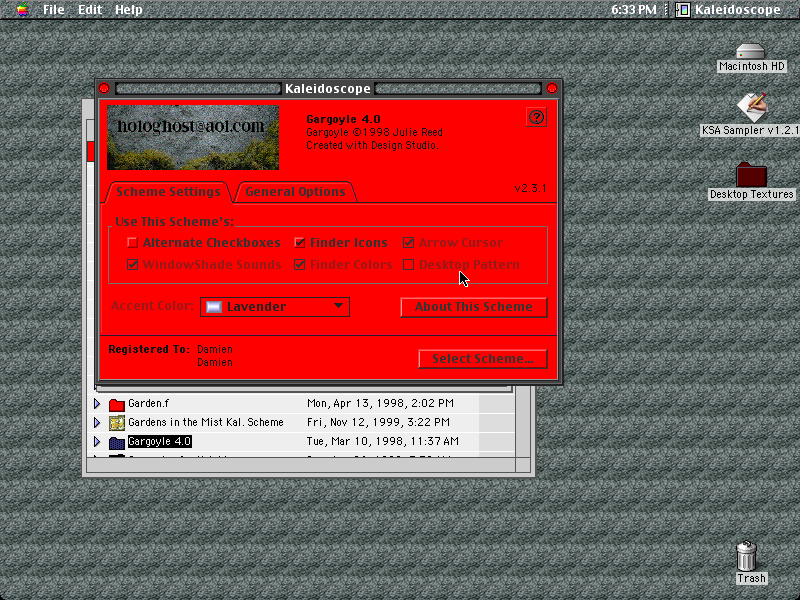 File Edit Help 6:33 PM Kaleidoscope
Macintosh HD
KSA Sampler v1.2.1
Desktop Textures
Kaleidoscope
hologhost@aol.com
Gargoyle 4.0
Gargoyle ©1998 Julie Reed
Created with Design Studio.
?
v2.3.1
Scheme Settings General Options
Use This Scheme's:
Alternate Checkboxes Finder Icons Arrow Cursor
WindowShade Sounds Finder Colors Desktop Pattern
Accent Color: Lavender About This Scheme
Registered To: Damien
Damien
Select Scheme...
Garden.f Mon, Apr 13, 1998, 2:02 PM
Gardens in the Mist Kal. Scheme Fri, Nov 12, 1999, 3:22 PM
Gargoyle 4.0 Tue, Mar 10, 1998, 11:37 AM
Trash